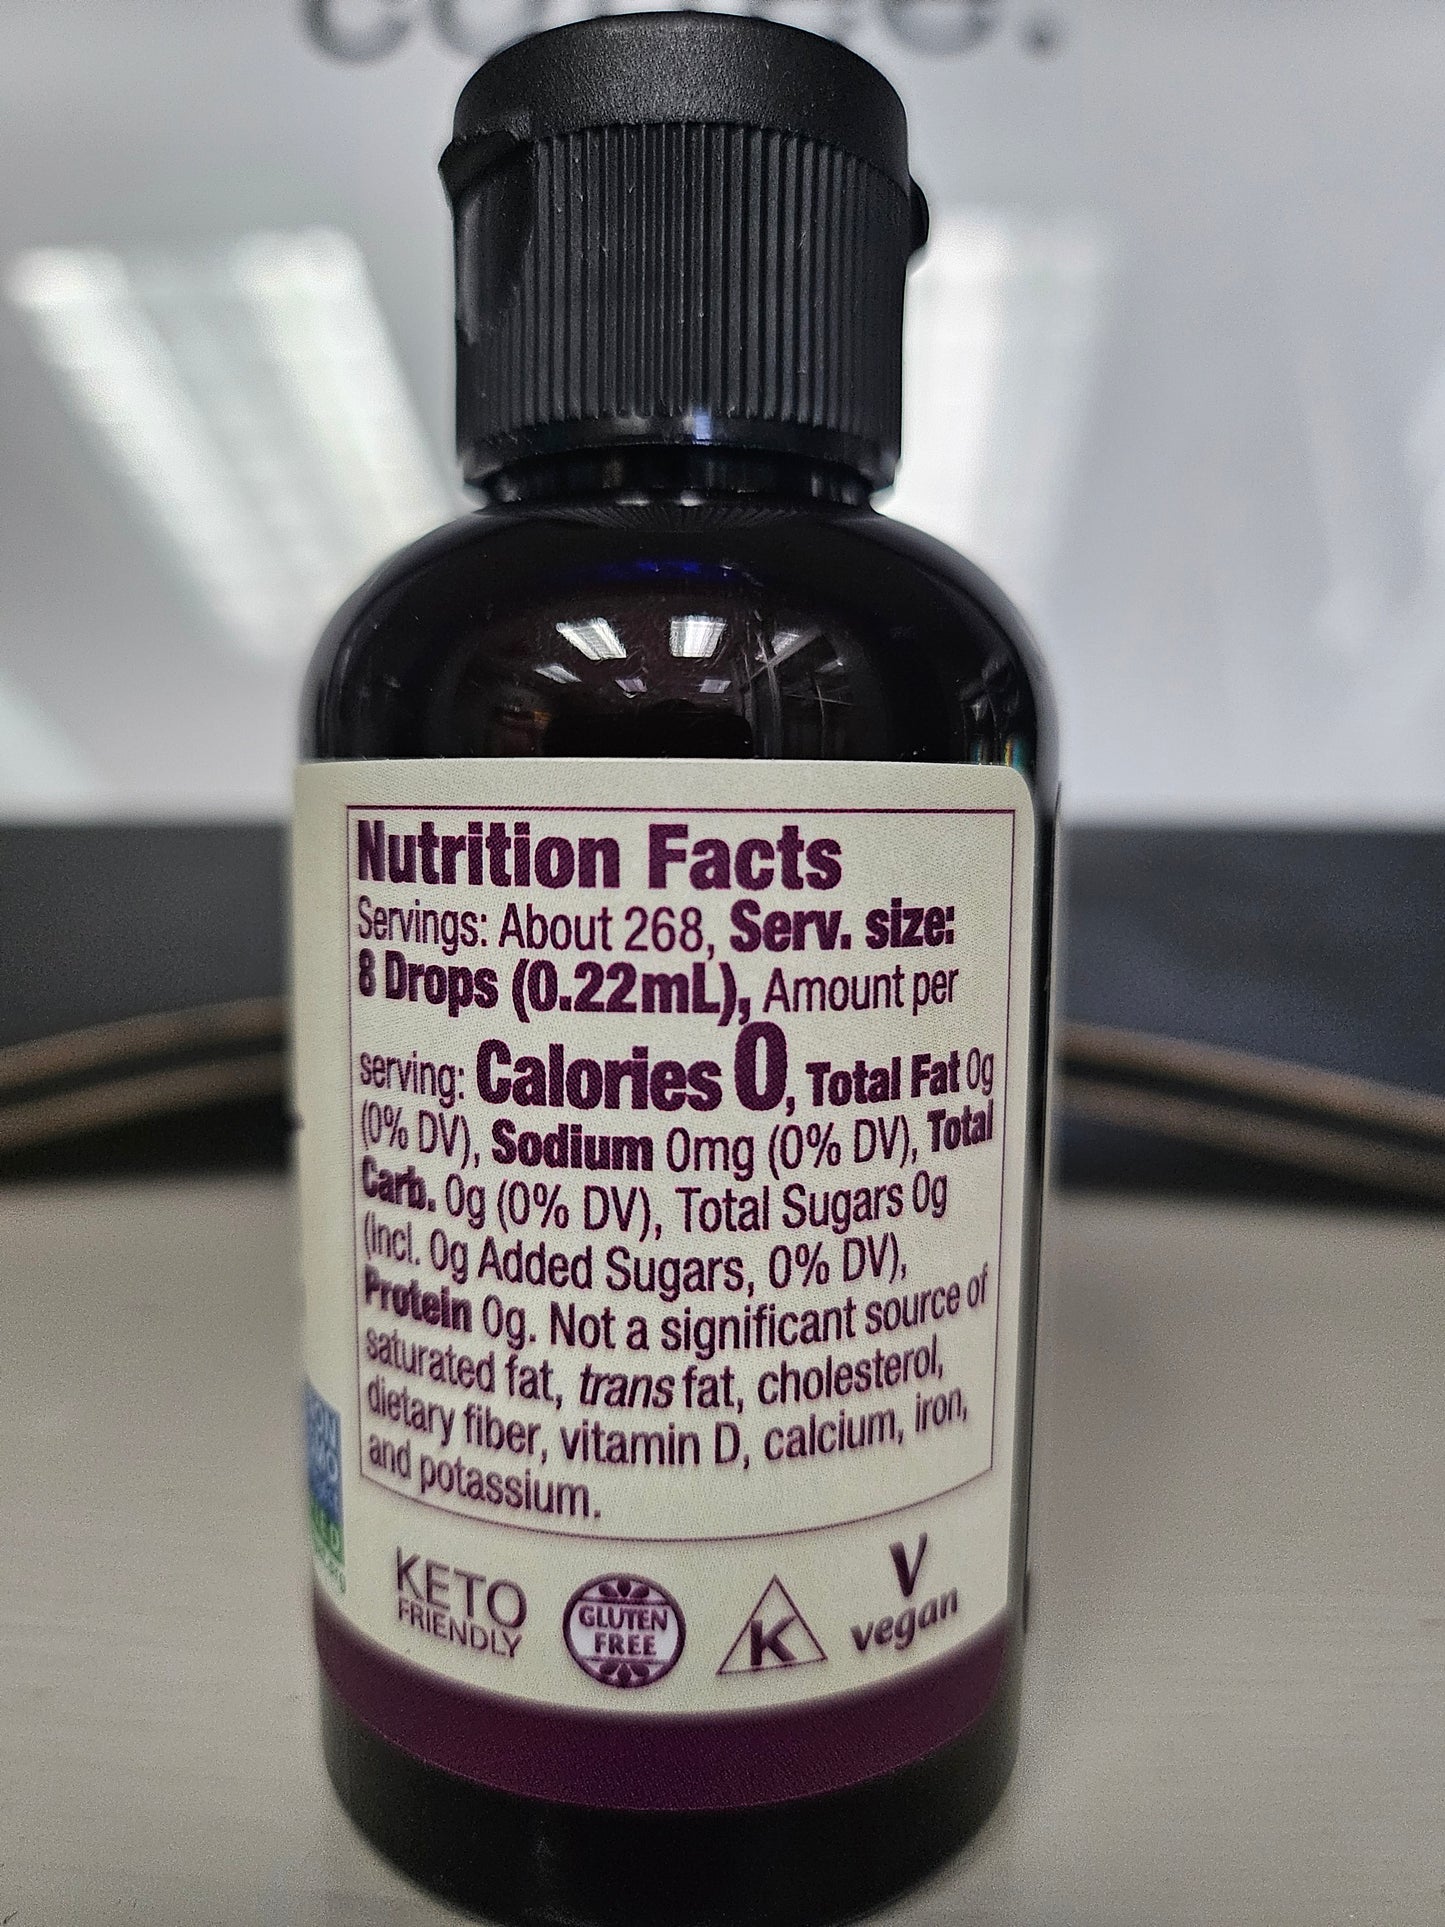 Nutrition Facts
Servings: About 268, Serv. size:
8 Drops (0.22mL), Amount per
serving: Calories 0, Total Fat 0g
(0% DV), Sodium 0mg (0% DV), Total
Carb. 0g (0% DV), Total Sugars 0g
(incl. 0g Added Sugars, 0% DV),
Protein 0g. Not a significant source of
saturated fat, trans fat, cholesterol,
dietary fiber, vitamin D, calcium, iron,
and potassium.
KETO
FRIENDLY
GLUTEN
FREE
K
V
vegan